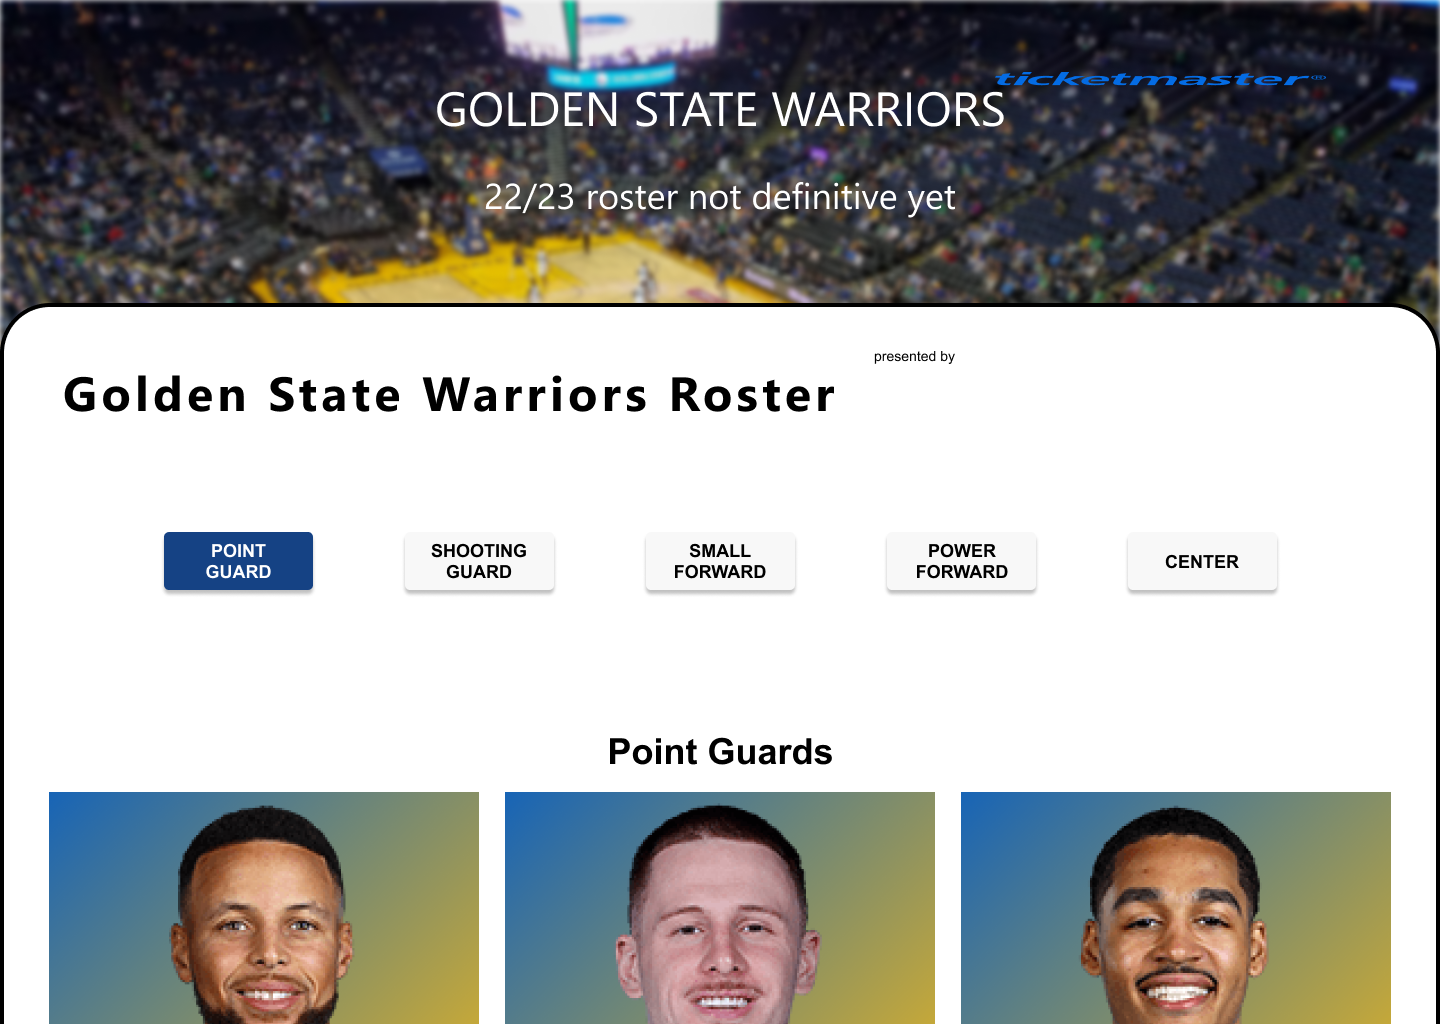 ticketmaster®
GOLDEN STATE WARRIORS
22/23 roster not definitive yet
presented by
Golden State Warriors Roster
POINT
GUARD
SHOOTING
GUARD
SMALL
FORWARD
POWER
FORWARD
CENTER
Point Guards